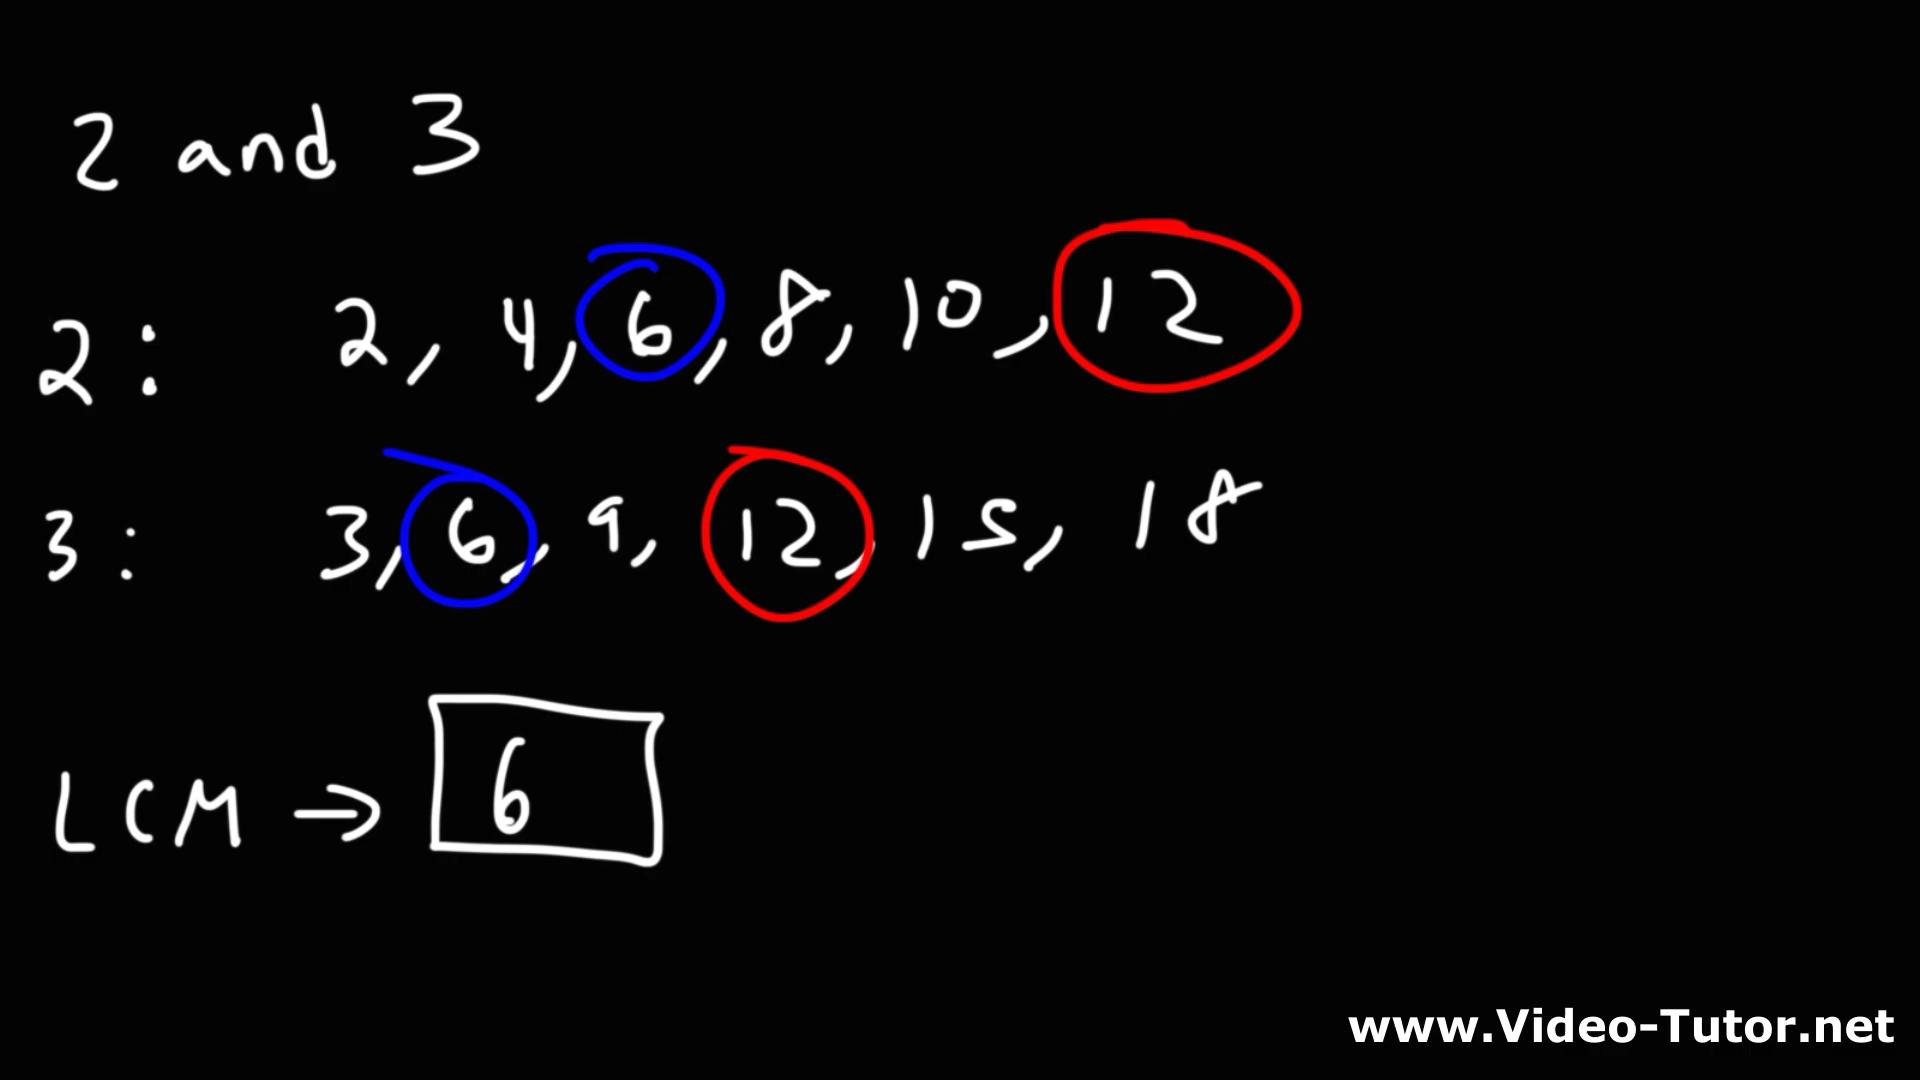 2 and 3
2: 2, 4, 6, 8, 10, 12
3: 3, 6, 9, 12, 15, 18
LCM → 6
www.Video-Tutor.net